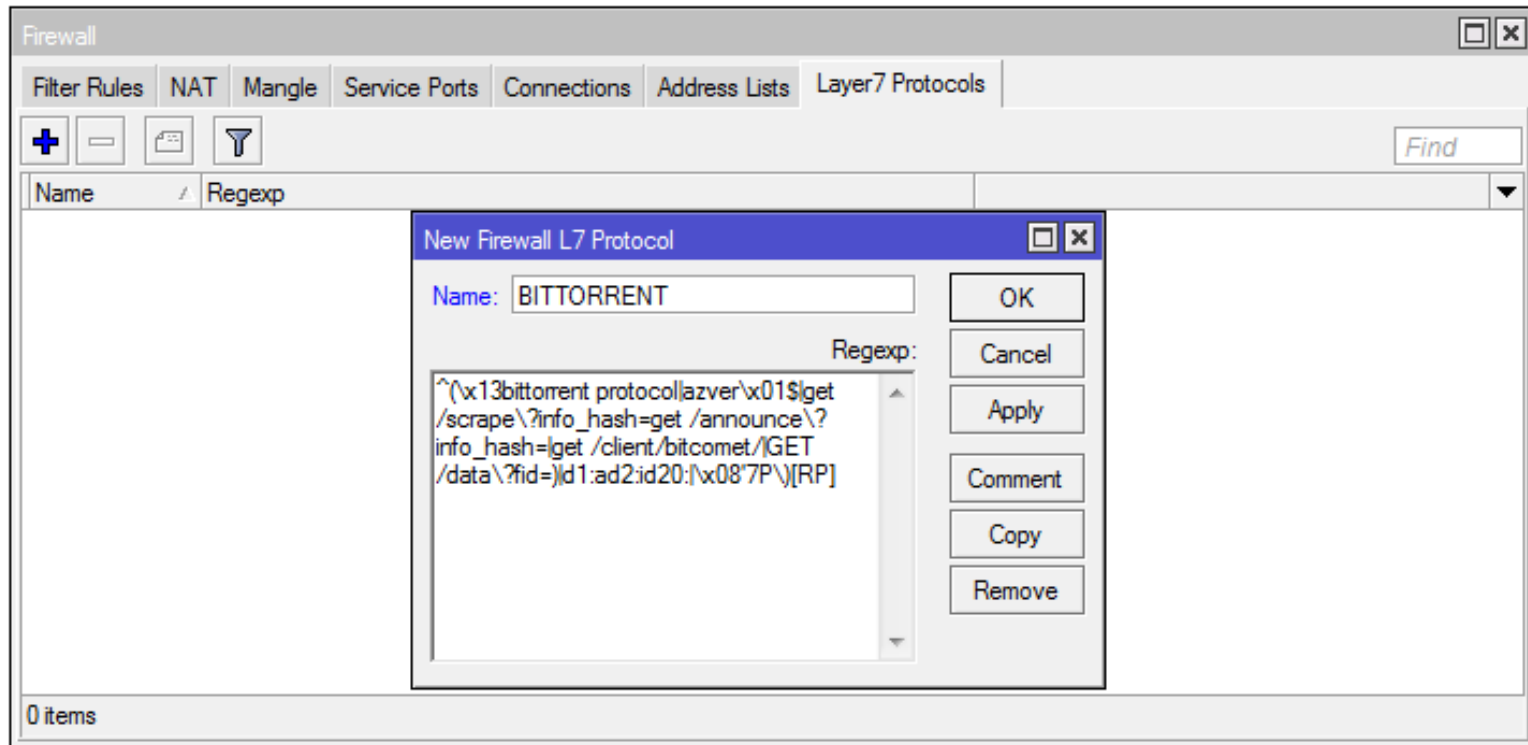 Firewall
Filter Rules NAT Mangle Service Ports Connections Address Lists Layer7 Protocols
Find
Name Regexp
New Firewall L7 Protocol
Name: BITTORRENT
OK
Regexp:
Cancel
^(\x13bittorrent protocol|azver\x01$|get
/scrape\?info_hash=get /announce\?
info_hash=|get /client/bitcomet/|GET
/data\?fid=)|d1:ad2:id20:|\x08'7P\)[RP]
Apply
Comment
Copy
Remove
0 items